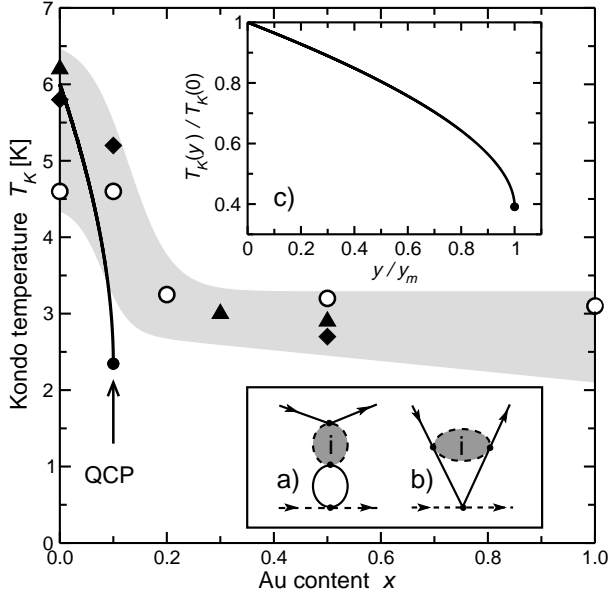 Kondo temperature T_K [K]
7
6
5
4
3
2
1
0
0.0
0.2
0.4
0.6
0.8
1.0
Au content x
QCP
T_K(y) / T_K(0)
1
0.8
0.6
0.4
0
0.2
0.4
0.6
0.8
1
y / y_m
c)
a)
i
b)
i